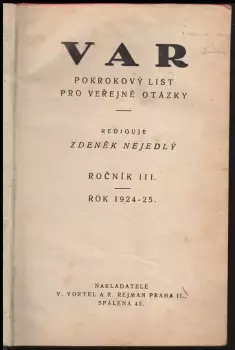 VAR
POKROKOVÝ LIST
PRO VEŘEJNÉ OTÁZKY
REDIGUJE
ZDENĚK NEJEDLÝ
ROČNÍK III.
ROK 1924-25.
NAKLADATELÉ
V. VORTEL A R. REJMAN PRAHA II.,
SPÁLENÁ 43.